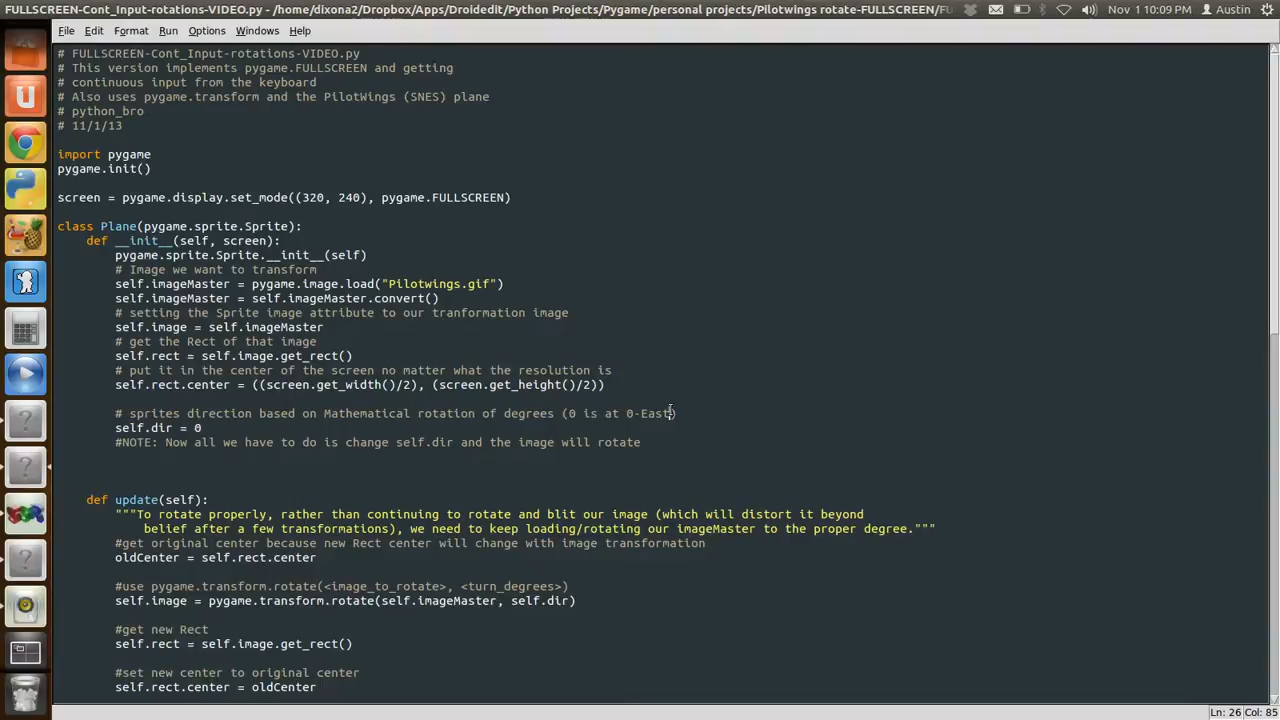 FULLSCREEN-Cont_Input-rotations-VIDEO.py - /home/dixona2/Dropbox/Apps/Droidedit/Python Projects/Pygame/personal projects/Pilotwings rotate-FULLSCREEN/FU
Nov 1 10:09 PM
Austin
File Edit Format Run Options Windows Help
# FULLSCREEN-Cont_Input-rotations-VIDEO.py
# This version implements pygame.FULLSCREEN and getting
# continuous input from the keyboard
# Also uses pygame.transform and the PilotWings (SNES) plane
# python_bro
# 11/1/13
import pygame
pygame.init()
screen = pygame.display.set_mode((320, 240), pygame.FULLSCREEN)
class Plane(pygame.sprite.Sprite):
    def __init__(self, screen):
        pygame.sprite.Sprite.__init__(self)
        # Image we want to transform
        self.imageMaster = pygame.image.load("Pilotwings.gif")
        self.imageMaster = self.imageMaster.convert()
        # setting the Sprite image attribute to our tranformation image
        self.image = self.imageMaster
        # get the Rect of that image
        self.rect = self.image.get_rect()
        # put it in the center of the screen no matter what the resolution is
        self.rect.center = ((screen.get_width()/2), (screen.get_height()/2))
        # sprites direction based on Mathematical rotation of degrees (0 is at 0-East)
        self.dir = 0
        #NOTE: Now all we have to do is change self.dir and the image will rotate
    def update(self):
        """To rotate properly, rather than continuing to rotate and blit our image (which will distort it beyond
            belief after a few transformations), we need to keep loading/rotating our imageMaster to the proper degree."""
        #get original center because new Rect center will change with image transformation
        oldCenter = self.rect.center
        #use pygame.transform.rotate(<image_to_rotate>, <turn_degrees>)
        self.image = pygame.transform.rotate(self.imageMaster, self.dir)
        #get new Rect
        self.rect = self.image.get_rect()
        #set new center to original center
        self.rect.center = oldCenter
Ln: 26 Col: 85